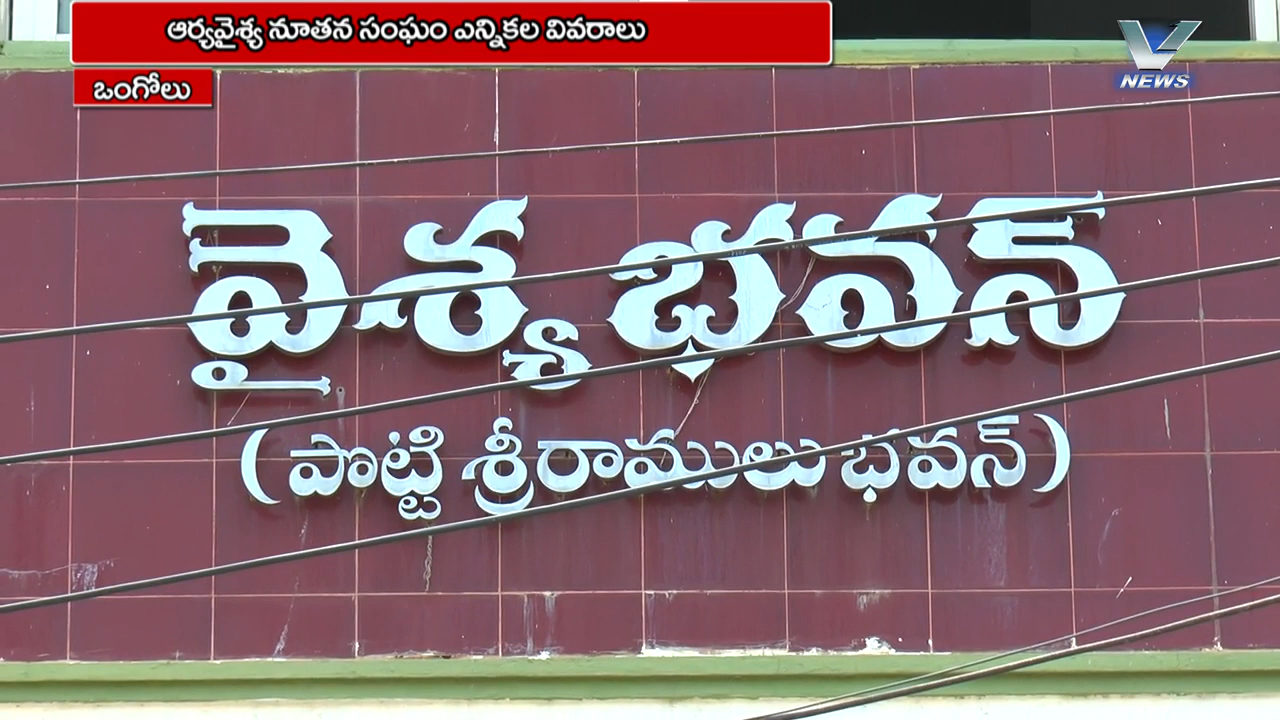 ఆర్యవైశ్య నూతన సంఘం ఎన్నికల వివరాలు
ఒంగోలు
V
NEWS
వైశ్య భవన్
( పొట్టి శ్రీరాములు భవన్ )